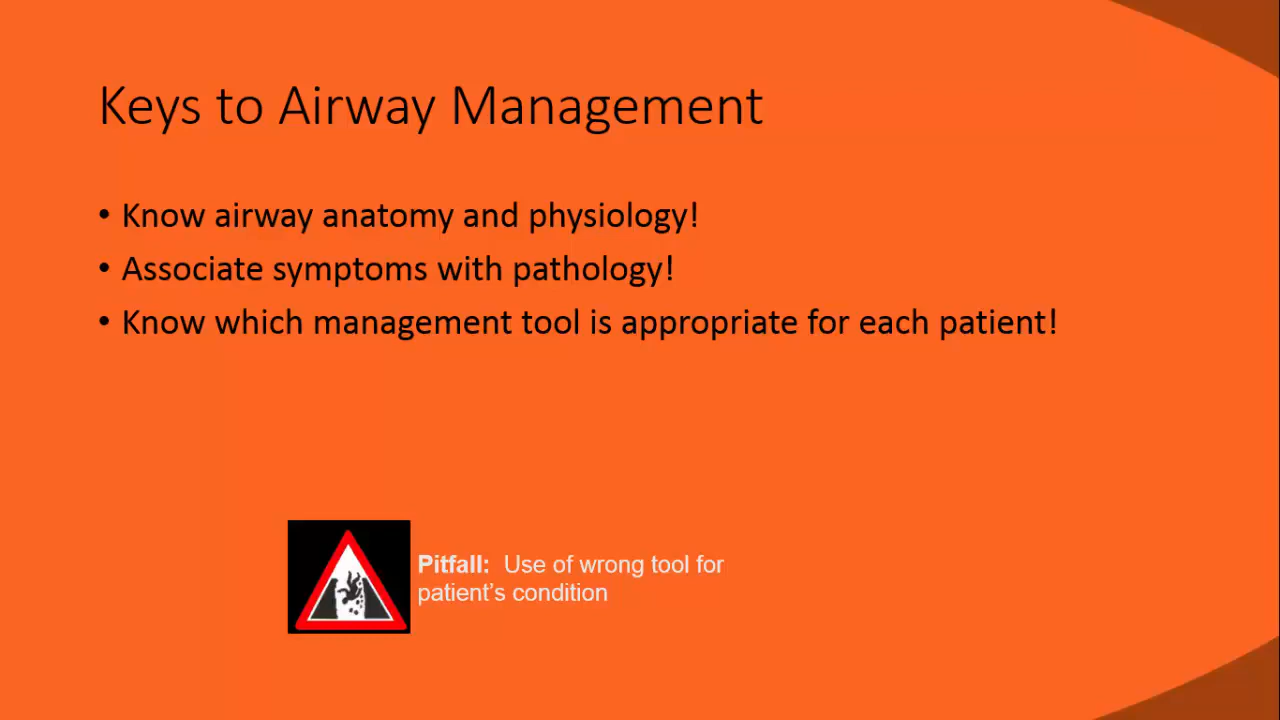 Keys to Airway Management
• Know airway anatomy and physiology!
• Associate symptoms with pathology!
• Know which management tool is appropriate for each patient!
Pitfall: Use of wrong tool for
patient's condition